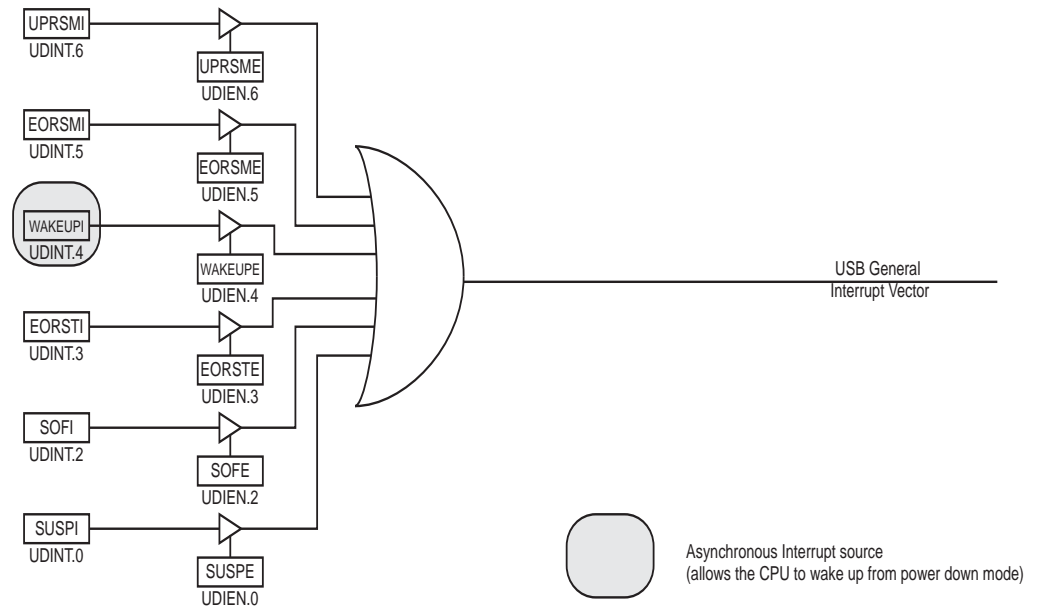 UPRSMI
UDINT.6
UPRSME
UDIEN.6
EORSMI
UDINT.5
EORSME
UDIEN.5
WAKEUPI
UDINT.4
WAKEUPE
UDIEN.4
USB General
Interrupt Vector
EORSTI
UDINT.3
EORSTE
UDIEN.3
SOFI
UDINT.2
SOFE
UDIEN.2
SUSPI
UDINT.0
SUSPE
UDIEN.0
Asynchronous Interrupt source
(allows the CPU to wake up from power down mode)